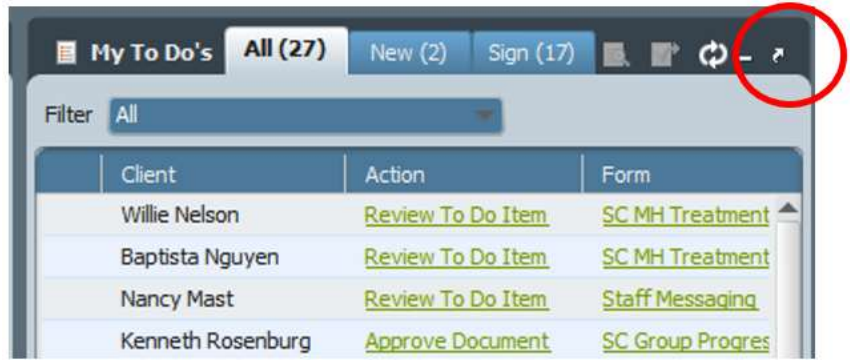 My To Do's All (27) New (2) Sign (17)
Filter All
Client Action Form
Willie Nelson Review To Do Item SC MH Treatment
Baptista Nguyen Review To Do Item SC MH Treatment
Nancy Mast Review To Do Item Staff Messaging
Kenneth Rosenburg Approve Document SC Group Progres